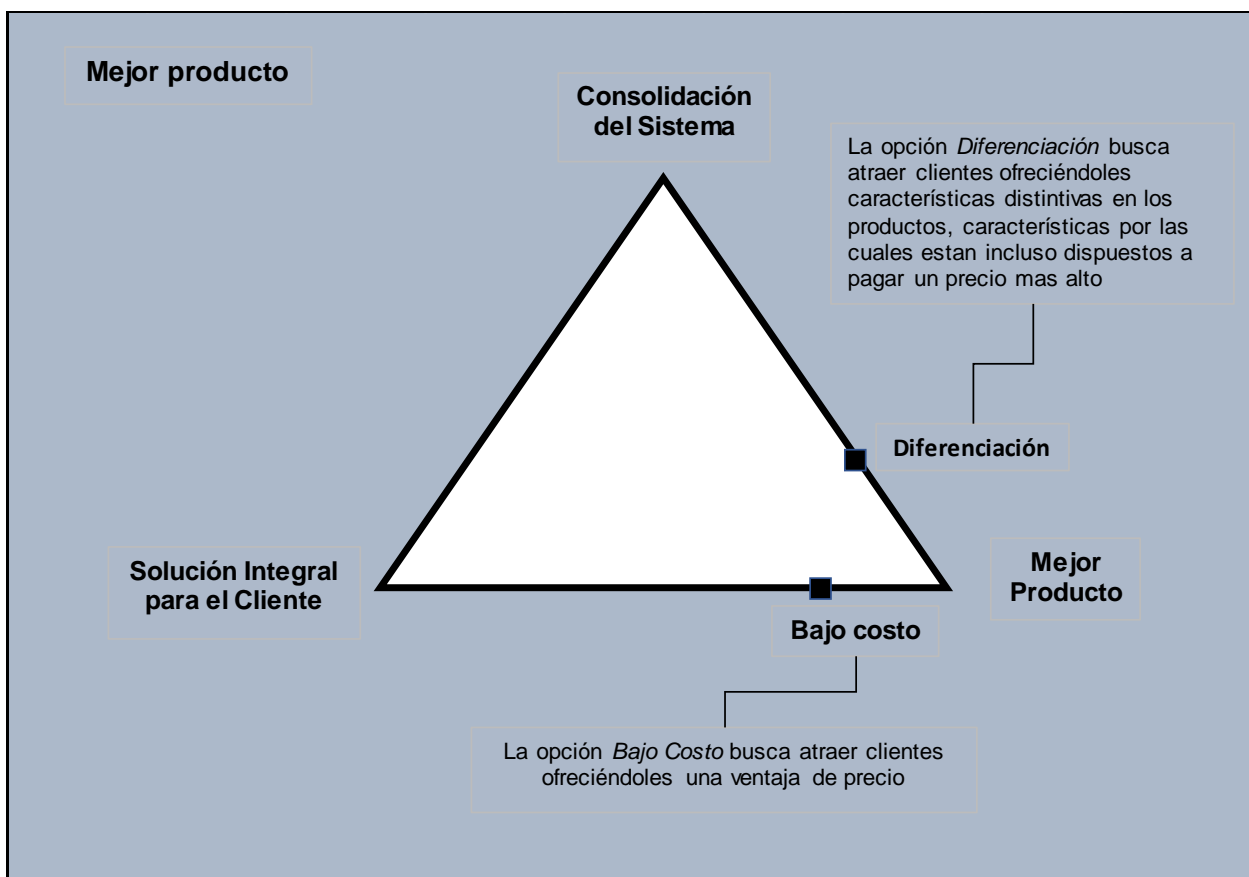 Mejor producto
Consolidación
del Sistema
La opción Diferenciación busca
atraer clientes ofreciéndoles
características distintivas en los
productos, características por las
cuales estan incluso dispuestos a
pagar un precio mas alto
Diferenciación
Solución Integral
para el Cliente
Mejor
Producto
Bajo costo
La opción Bajo Costo busca atraer clientes
ofreciéndoles una ventaja de precio